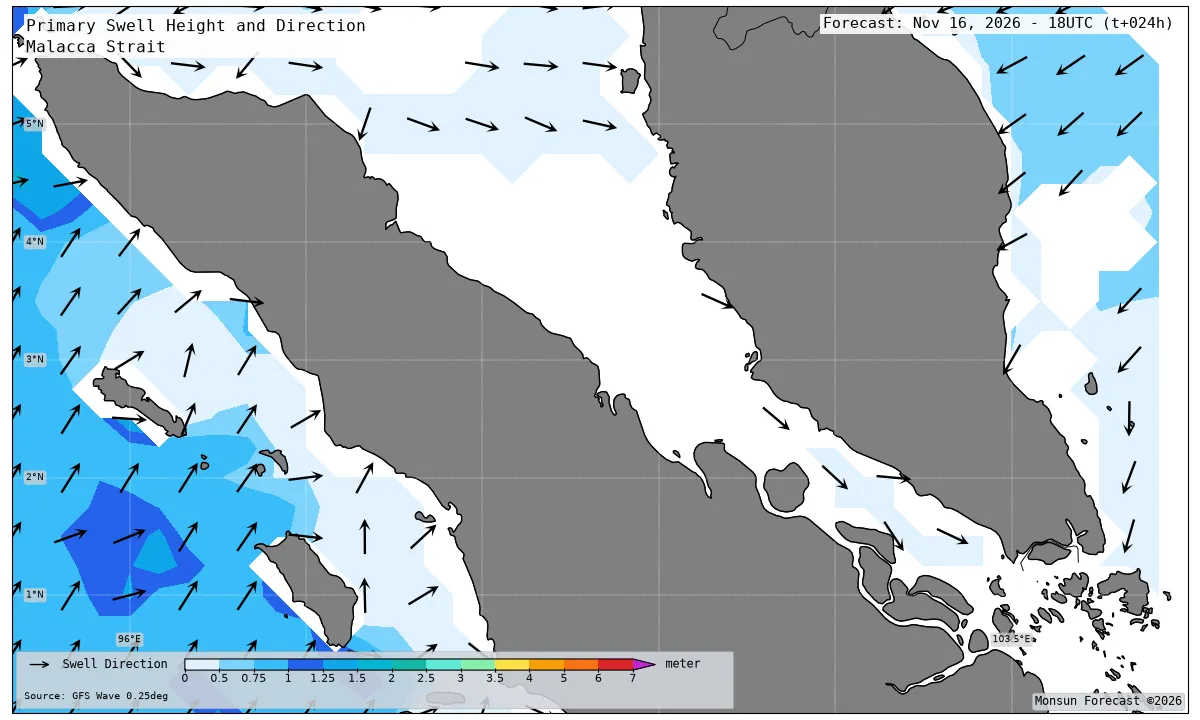 Primary Swell Height and Direction
Malacca Strait
Forecast: Nov 16, 2026 - 18UTC (t+024h)
5°N
4°N
3°N
2°N
1°N
96°E
103.5°E
Swell Direction
0 0.5 0.75 1 1.25 1.5 2 2.5 3 3.5 4 5 6 7
meter
Source: GFS Wave 0.25deg
Monsun Forecast ©2026